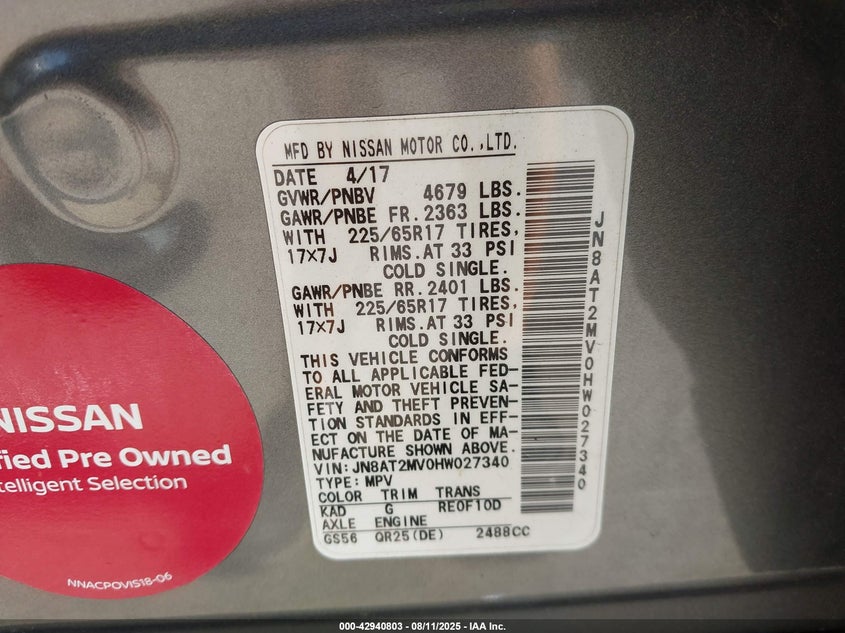 MFD BY NISSAN MOTOR CO.,LTD.
DATE 4/17
GVWR/PNBV 4679 LBS.
GAWR/PNBE FR. 2363 LBS.
WITH 225/65R17 TIRES,
17×7J RIMS.AT 33 PSI
COLD SINGLE.
GAWR/PNBE RR. 2401 LBS.
WITH 225/65R17 TIRES,
17×7J RIMS.AT 33 PSI
COLD SINGLE.
THIS VEHICLE CONFORMS
TO ALL APPLICABLE FED-
ERAL MOTOR VEHICLE SA-
FETY AND THEFT PREVEN-
TION STANDARDS IN EFF-
ECT ON THE DATE OF MA-
NUFACTURE SHOWN ABOVE.
VIN:JN8AT2MV0HW027340
TYPE:MPV
COLOR TRIM TRANS
KAD G RE0F10D
AXLE ENGINE
GS56 QR25(DE) 2488CC
JN8AT2MV0HW027340
NISSAN
fied Pre Owned
telligent Selection
NNACPOVIS18-06
000-42940803 - 08/11/2025 - IAA Inc.